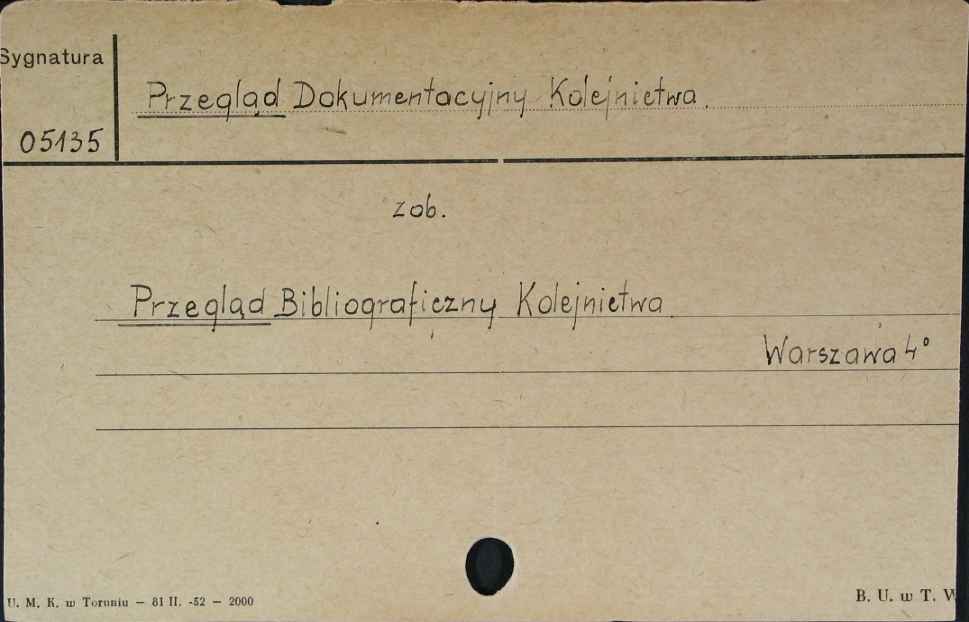 Sygnatura
Przegląd Dokumentacyjny Kolejnictwa.
05135
zob.
Przegląd Bibliograficzny Kolejnictwa.
Warszawa 4°
U. M. K. w Toruniu — 81 II. -52 — 2000
B. U. w T. W